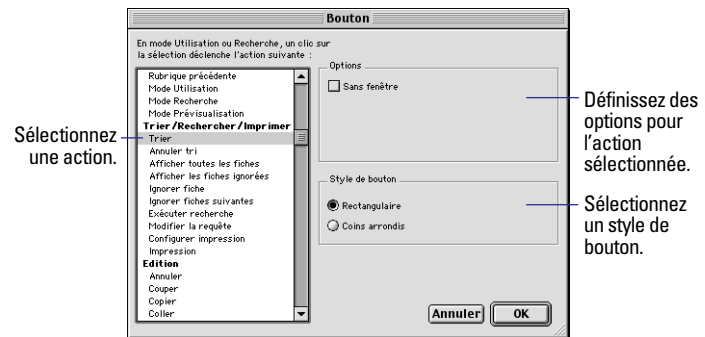 Bouton
En mode Utilisation ou Recherche, un clic sur
la sélection déclenche l'action suivante :
Rubrique précédente
Mode Utilisation
Mode Recherche
Mode Prévisualisation
Trier/Rechercher/Imprimer
Trier
Annuler tri
Afficher toutes les fiches
Afficher les fiches ignorées
Ignorer fiche
Ignorer fiches suivantes
Exécuter recherche
Modifier la requête
Configurer impression
Impression
Edition
Annuler
Couper
Copier
Coller
Options
Sans fenêtre
Style de bouton
Rectangulaire
Coins arrondis
Annuler
OK
Sélectionnez
une action.
Définissez des
options pour
l'action
sélectionnée.
Sélectionnez
un style de
bouton.